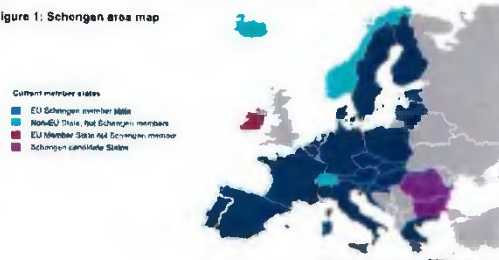 Figure 1: Schengen area map
Current member states
EU Schengen member state
Non-EU State, but Schengen members
EU Member State not Schengen member
Schengen candidate States